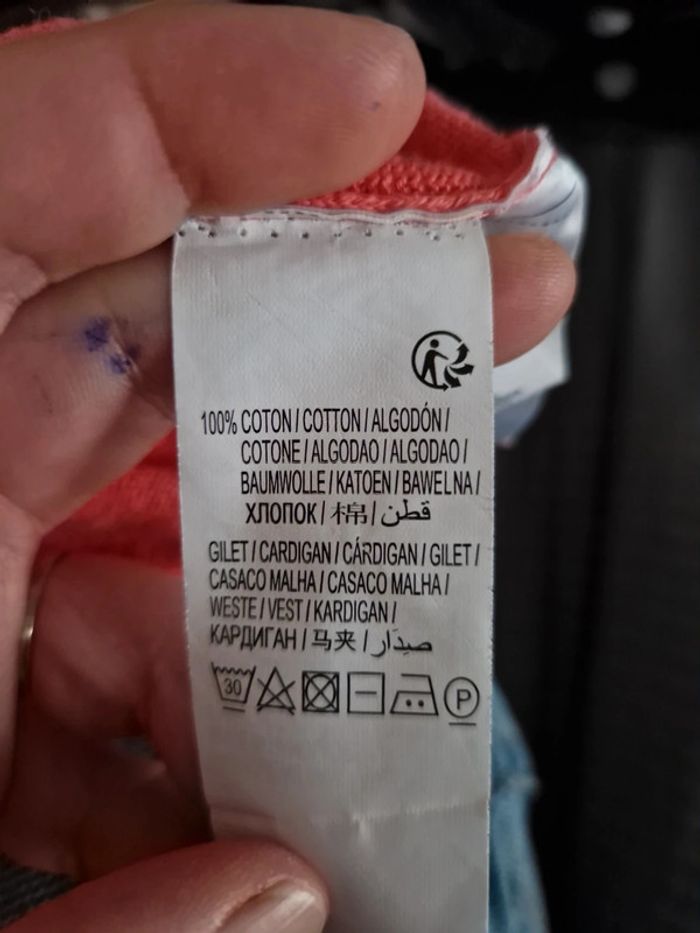 100% COTON / COTTON / ALGODÓN /
COTONE / ALGODAO / ALGODAO /
BAUMWOLLE / KATOEN / BAWELNA /
ХЛОПОК / 棉 / قطن
GILET / CARDIGAN / CÁRDIGAN / GILET /
CASACO MALHA / CASACO MALHA /
WESTE / VEST / KARDIGAN /
КАРДИГАН / 马夹 / صِدَار
30 P